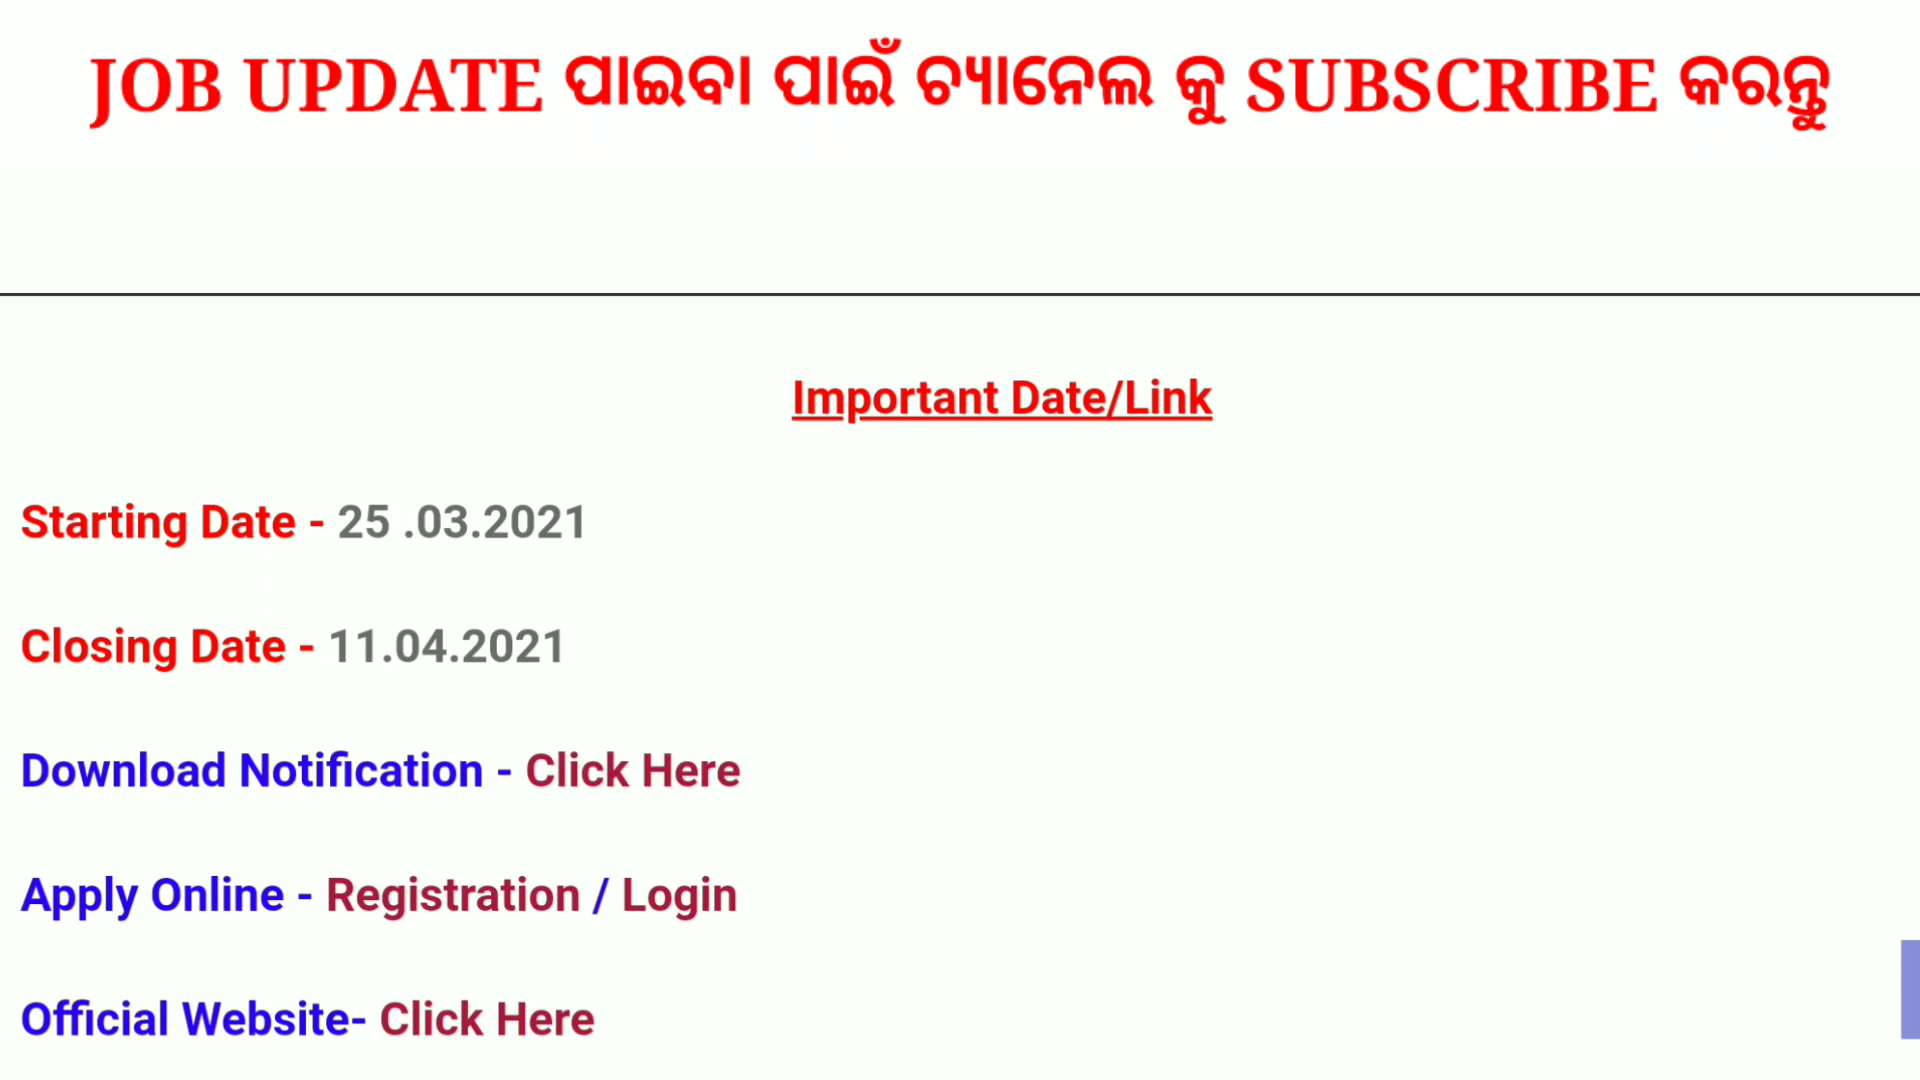 JOB UPDATE ପାଇବା ପାଇଁ ଚ୍ୟାନେଲ କୁ SUBSCRIBE କରନ୍ତୁ
Important Date/Link
Starting Date - 25 .03.2021
Closing Date - 11.04.2021
Download Notification - Click Here
Apply Online - Registration / Login
Official Website- Click Here